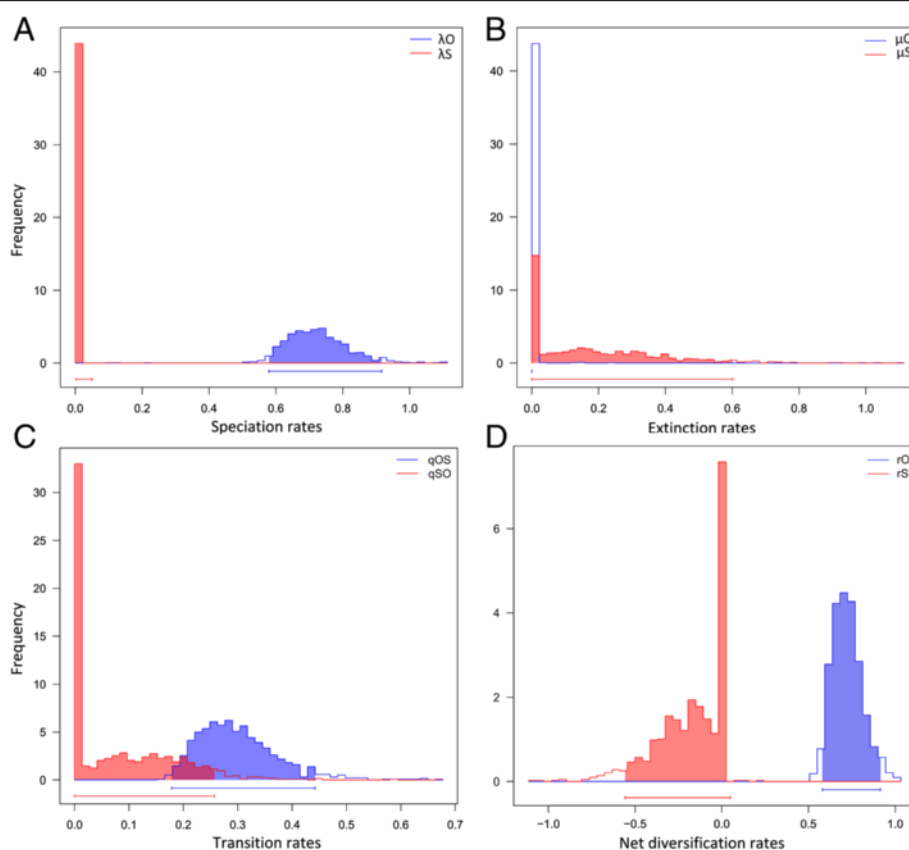 A
λO
λS
40
30
20
10
0
Frequency
0.0 0.2 0.4 0.6 0.8 1.0
Speciation rates
B
μO
μS
40
30
20
10
0
0.0 0.2 0.4 0.6 0.8 1.0
Extinction rates
C
qOS
qSO
30
25
20
15
10
5
0
Frequency
0.0 0.1 0.2 0.3 0.4 0.5 0.6 0.7
Transition rates
D
rO
rS
6
4
2
0
−1.0 −0.5 0.0 0.5 1.0
Net diversification rates